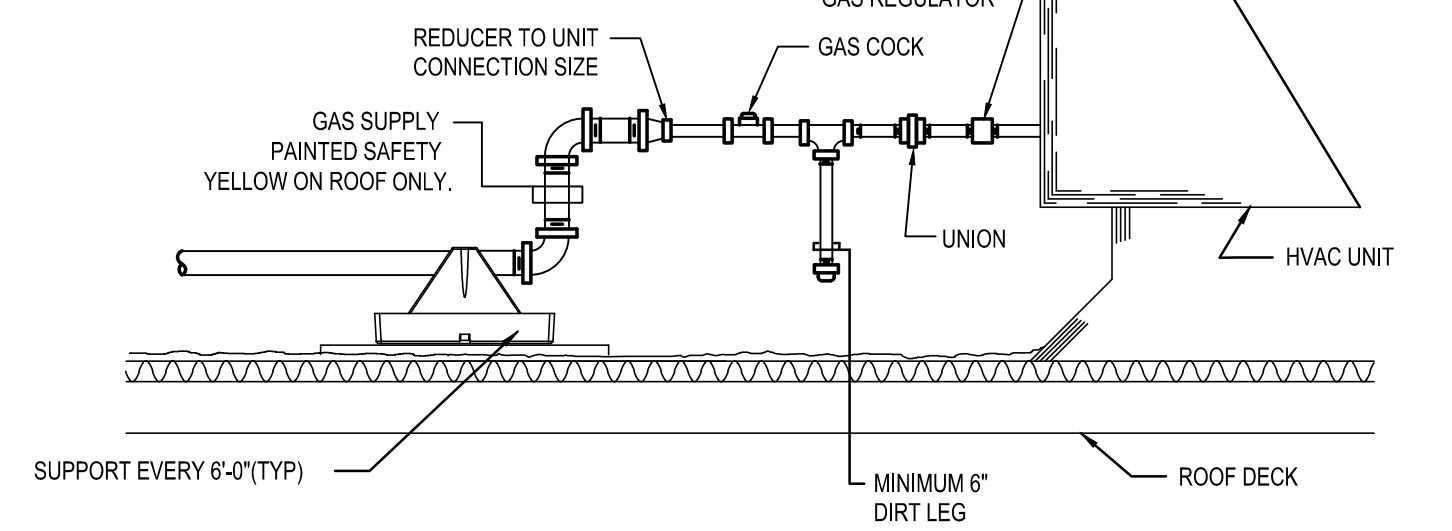 GAS REGULATOR
REDUCER TO UNIT
CONNECTION SIZE
GAS COCK
GAS SUPPLY
PAINTED SAFETY
YELLOW ON ROOF ONLY.
UNION
HVAC UNIT
SUPPORT EVERY 6'-0"(TYP)
MINIMUM 6"
DIRT LEG
ROOF DECK